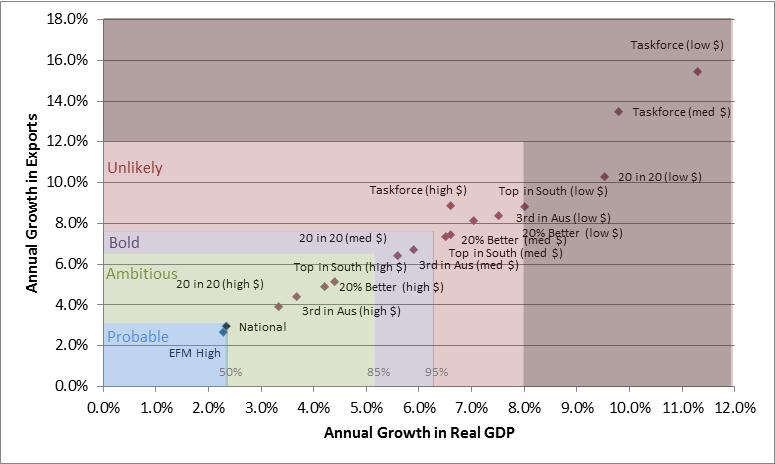 18.0%
Taskforce (low $)
16.0%
14.0%
Taskforce (med $)
12.0%
Unlikely
10.0%
20 in 20 (low $)
Taskforce (high $)
Top in South (low $)
8.0%
3rd in Aus (low $)
20% Better (low $)
Bold
20 in 20 (med $)
20% Better (med $)
Top in South (med $)
6.0%
Ambitious
Top in South (high $)
3rd in Aus (med $)
20 in 20 (high $)
20% Better (high $)
4.0%
3rd in Aus (high $)
National
Probable
2.0%
EFM High
50%
85%
95%
0.0%
0.0% 1.0% 2.0% 3.0% 4.0% 5.0% 6.0% 7.0% 8.0% 9.0% 10.0% 11.0% 12.0%
Annual Growth in Real GDP
Annual Growth in Exports